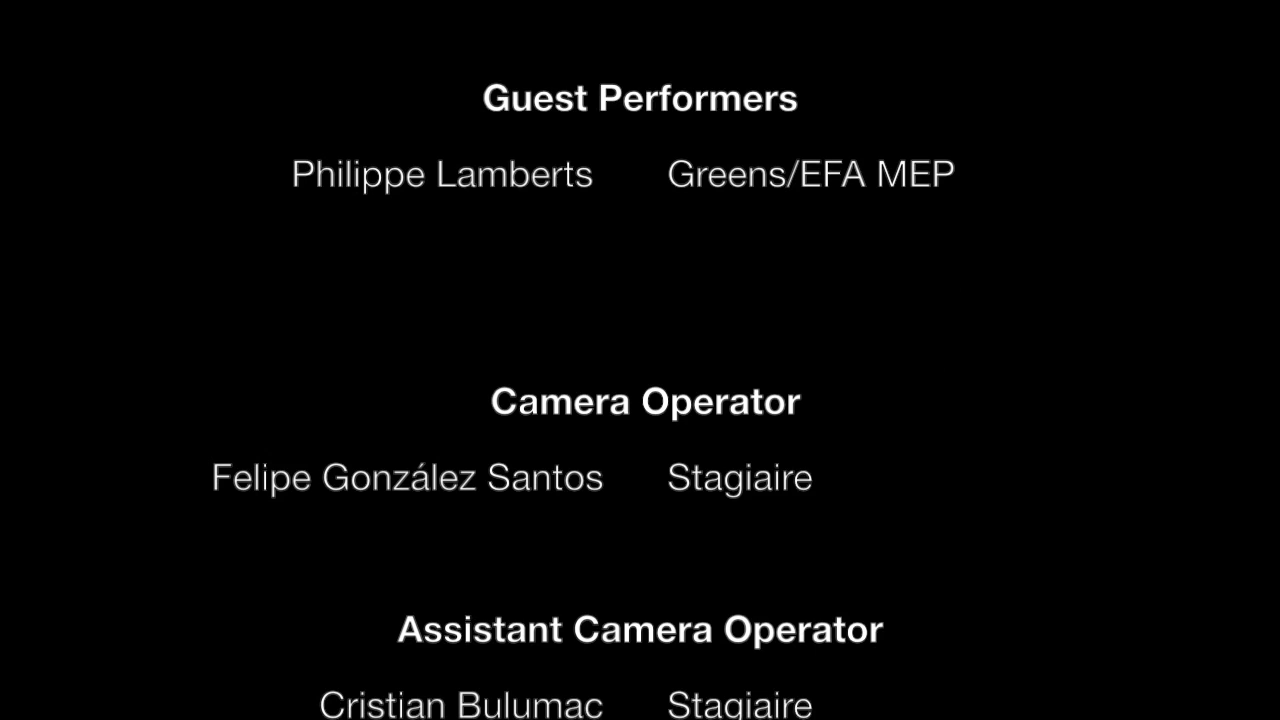 Guest Performers
Philippe Lamberts Greens/EFA MEP
Camera Operator
Felipe González Santos Stagiaire
Assistant Camera Operator
Cristian Bulumac Stagiaire